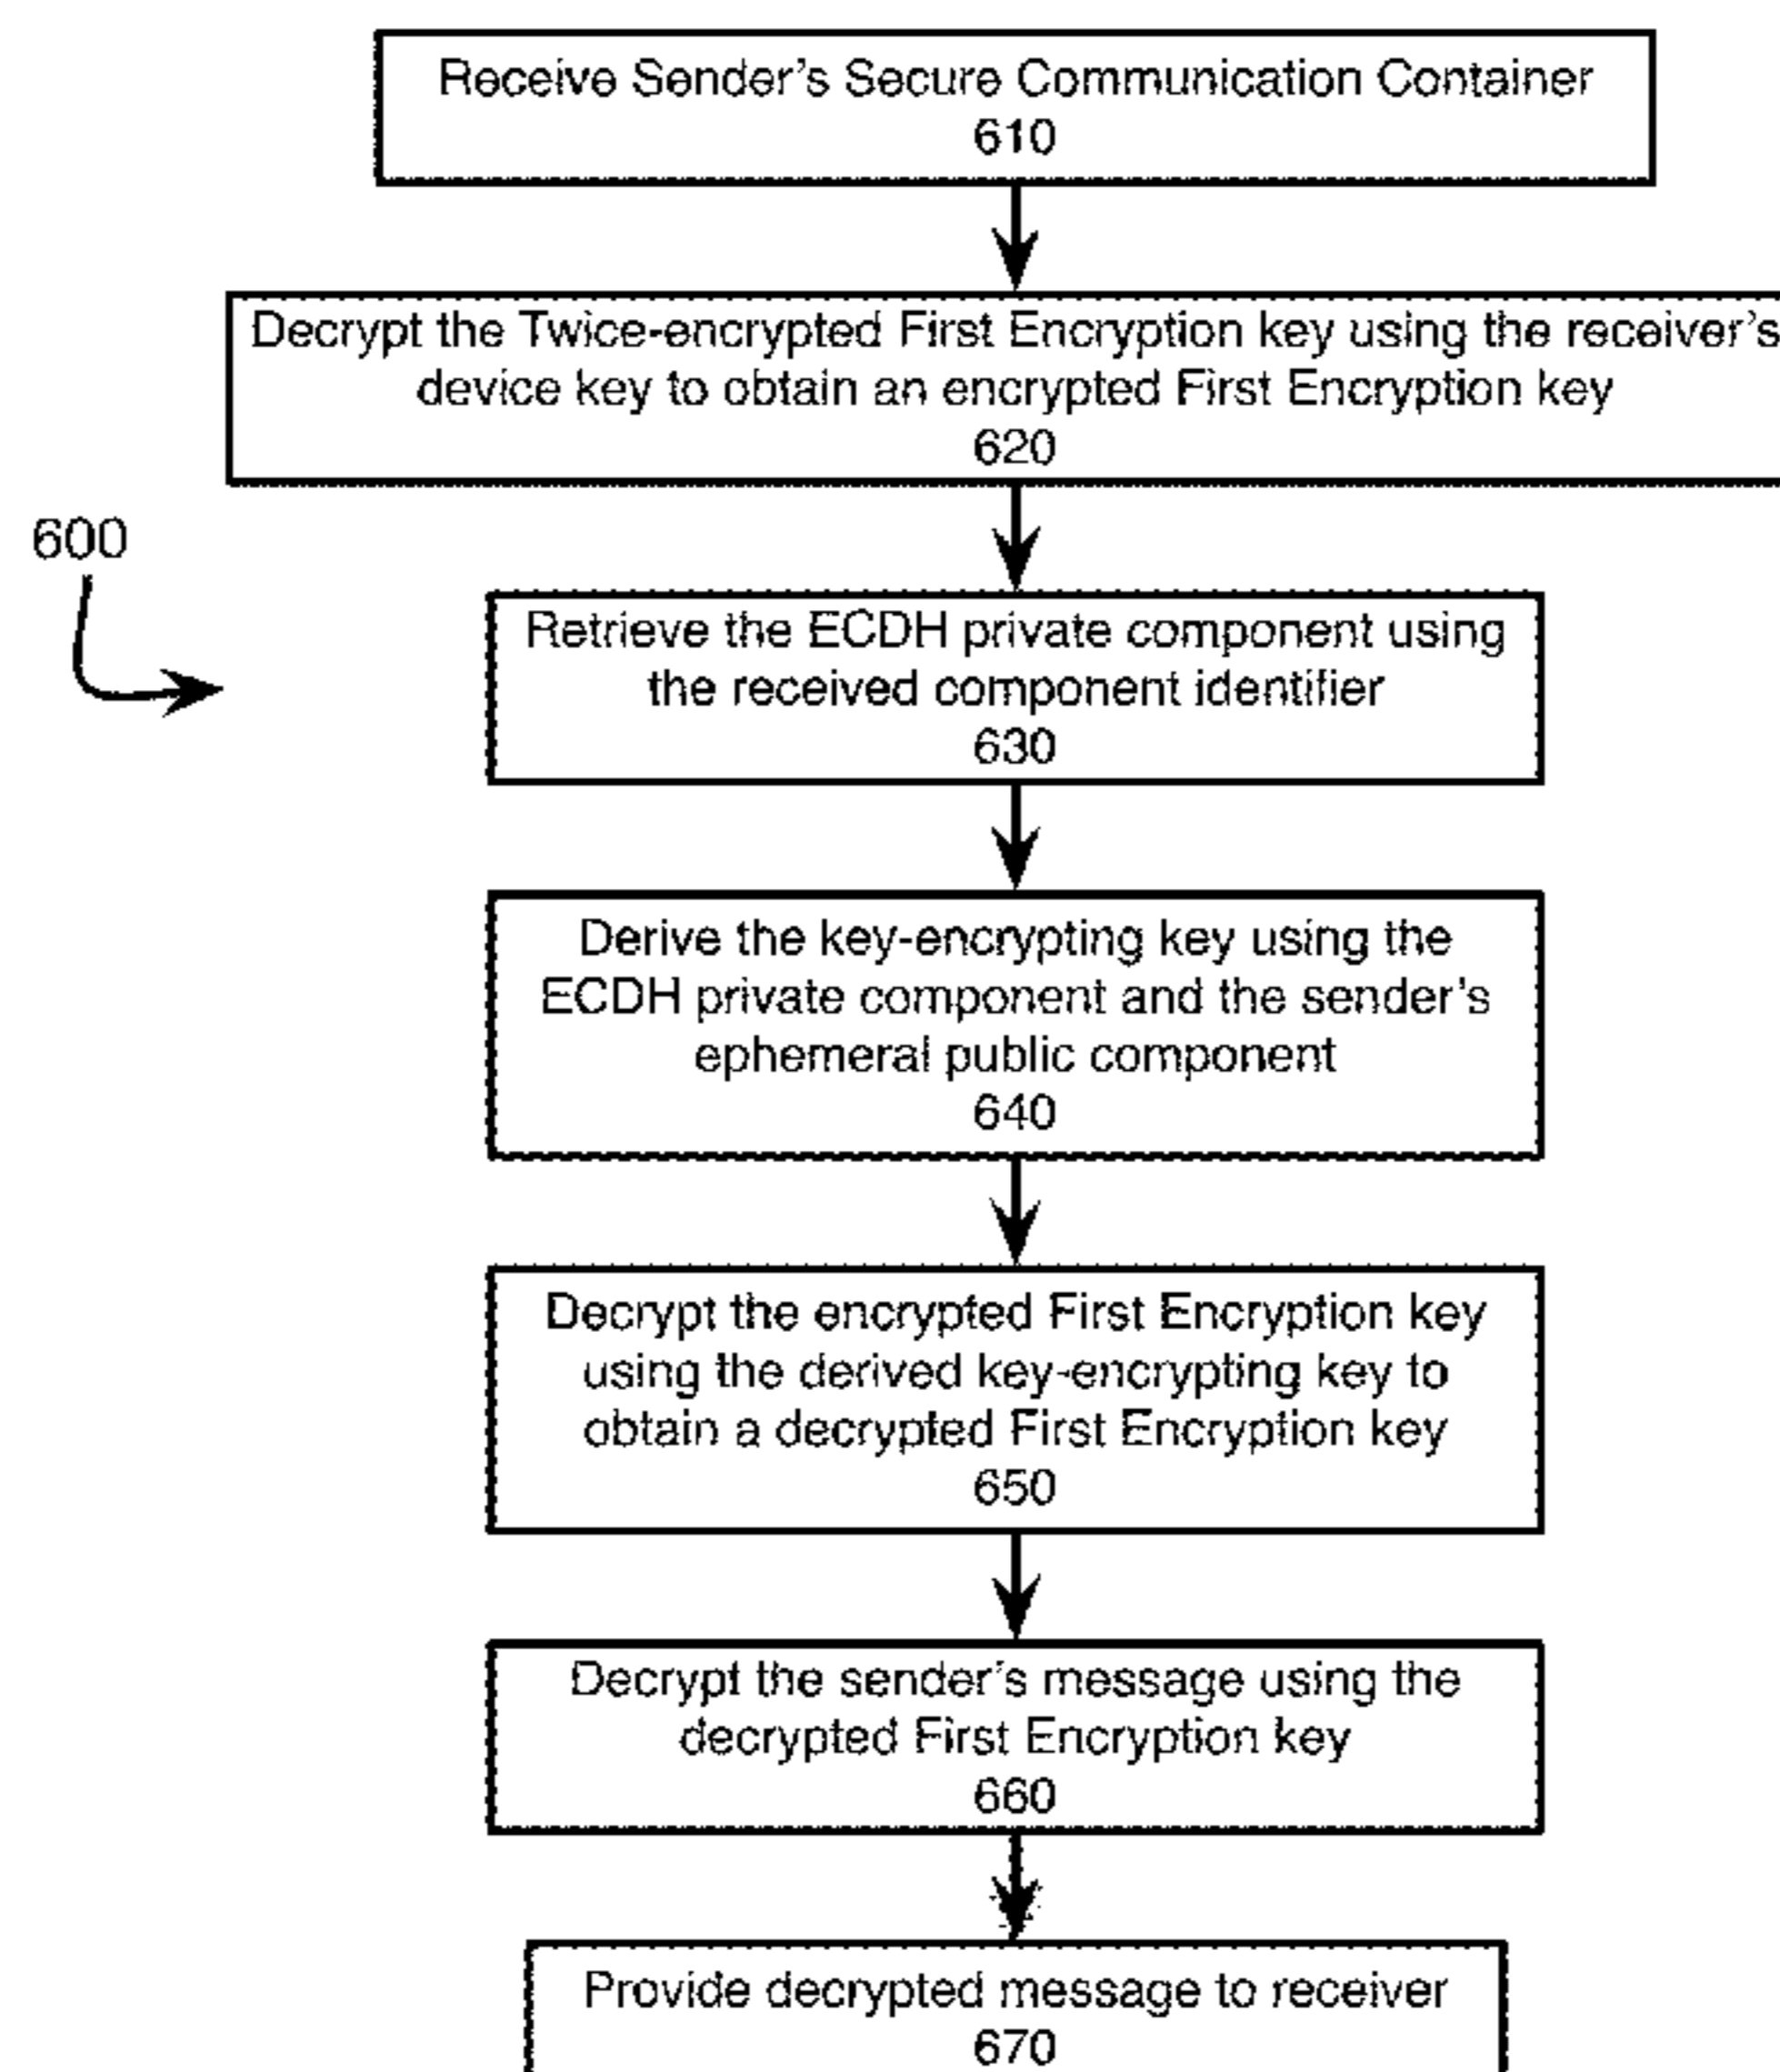 Receive Sender's Secure Communication Container
610
Decrypt the Twice-encrypted First Encryption key using the receiver's
device key to obtain an encrypted First Encryption key
620
600
Retrieve the ECDH private component using
the received component identifier
630
Derive the key-encrypting key using the
ECDH private component and the sender's
ephemeral public component
640
Decrypt the encrypted First Encryption key
using the derived key-encrypting key to
obtain a decrypted First Encryption key
650
Decrypt the sender's message using the
decrypted First Encryption key
660
Provide decrypted message to receiver
670